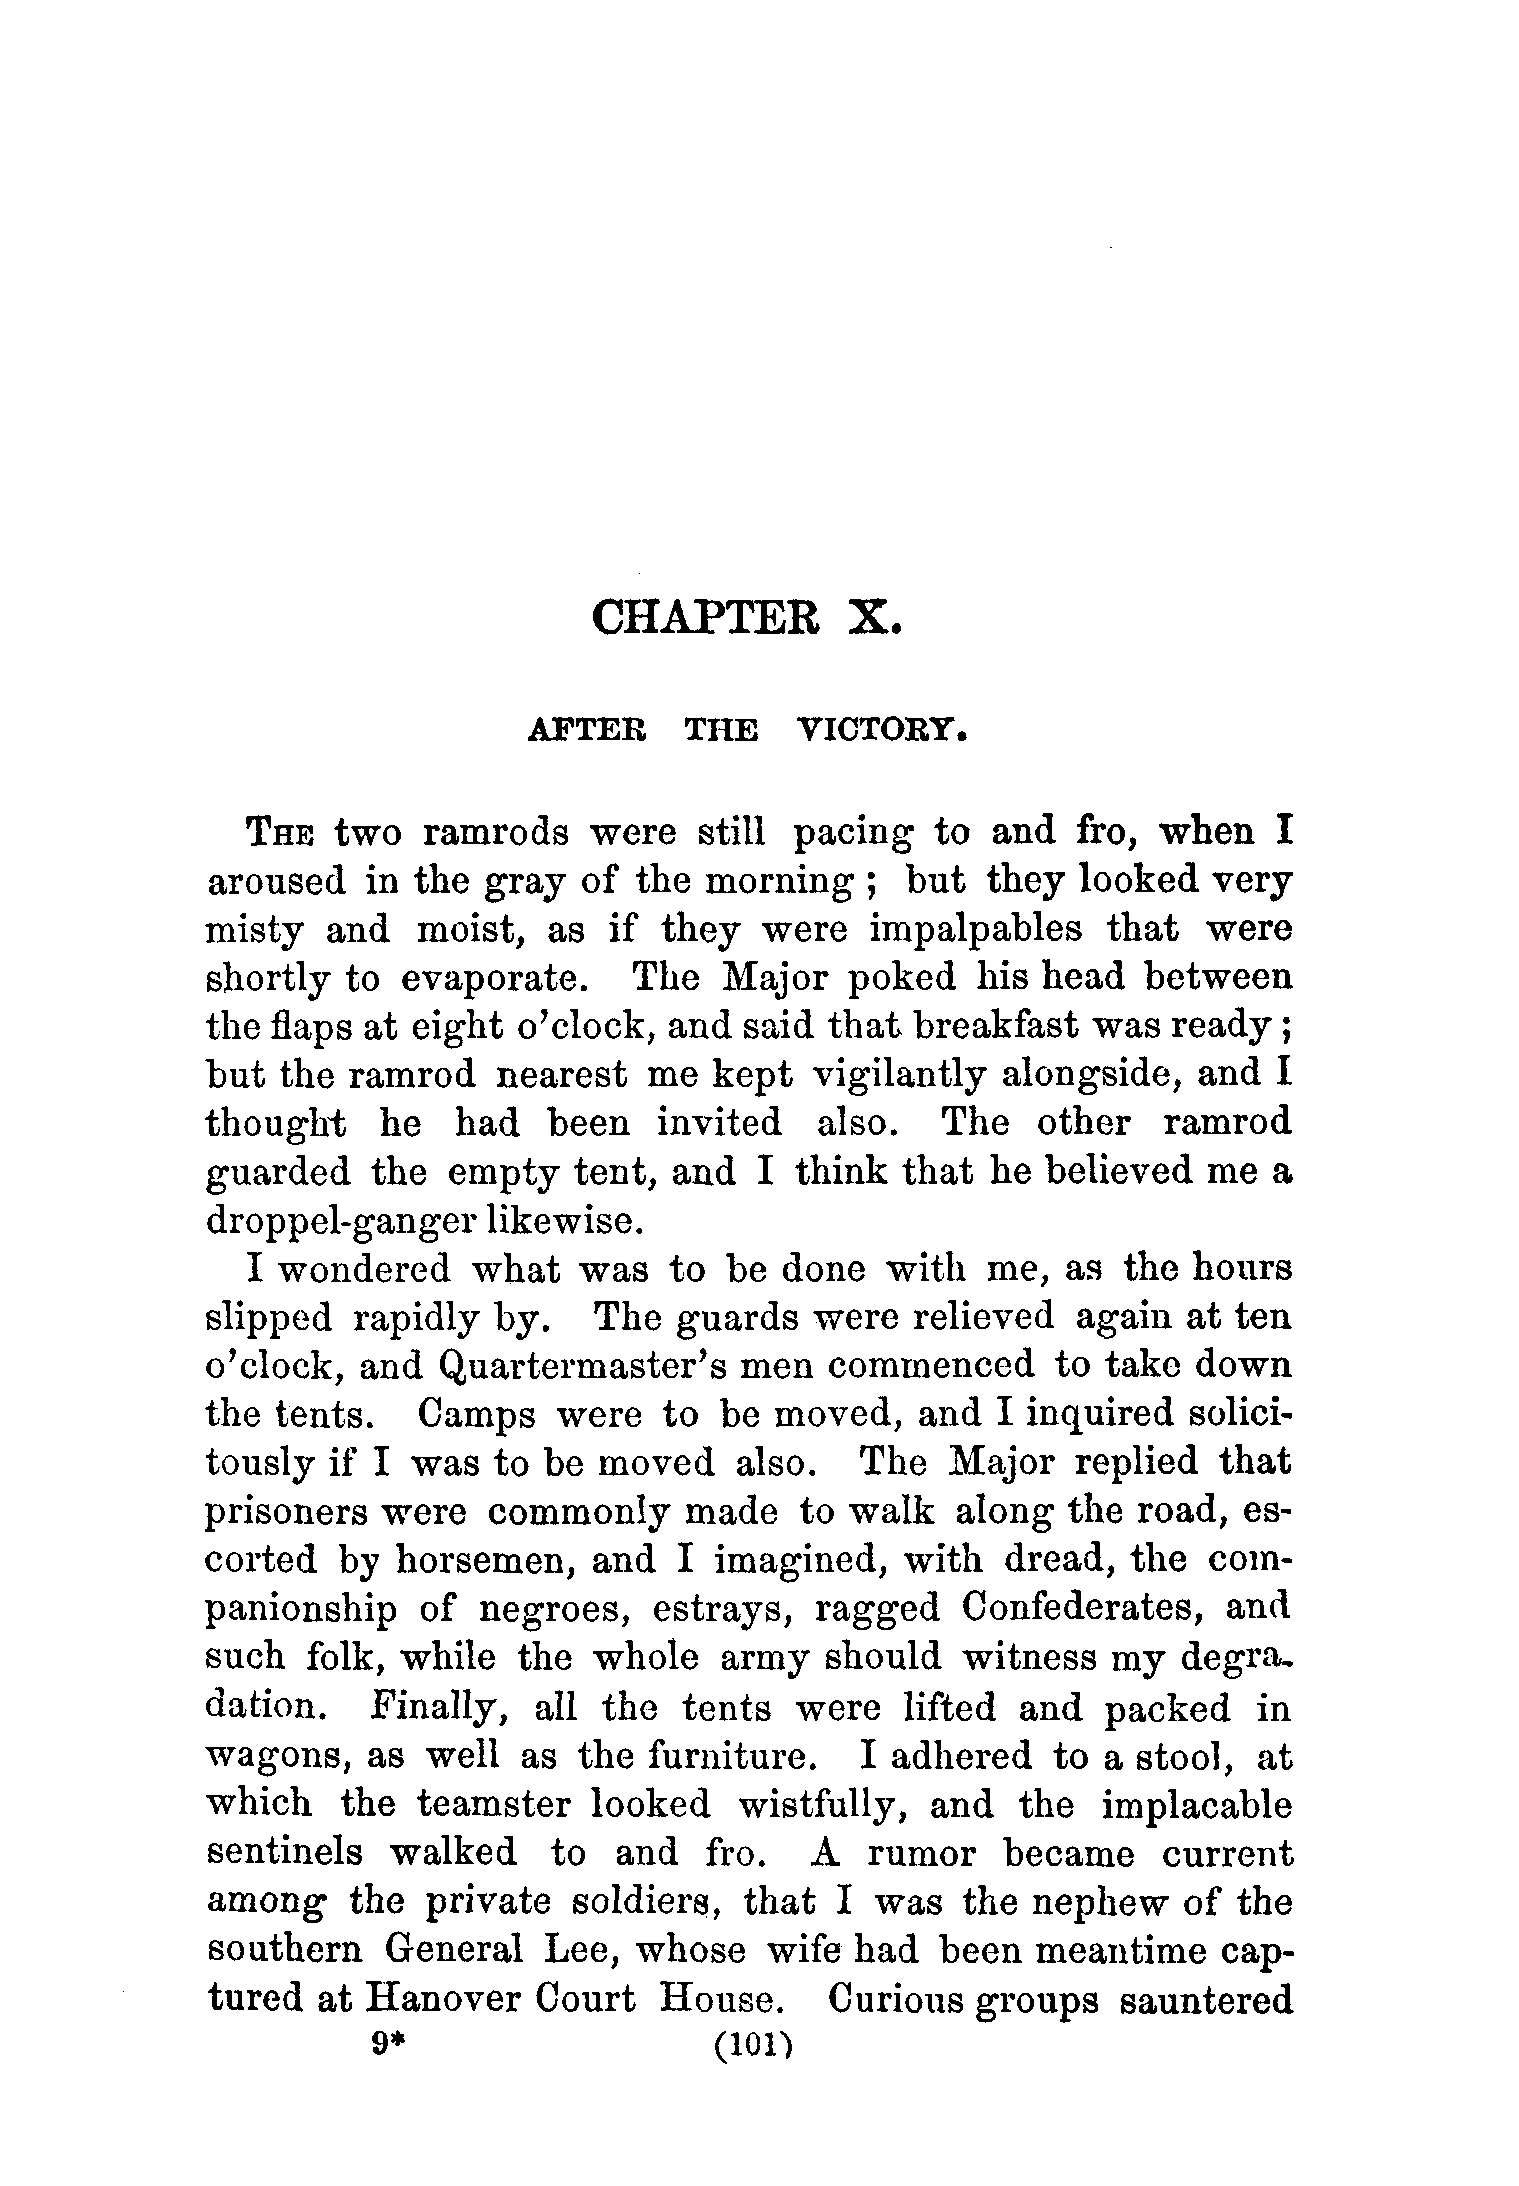 CHAPTER X.
AFTER THE VICTORY.
THE two ramrods were still pacing to and fro, when I
aroused in the gray of the morning ; but they looked very
misty and moist, as if they were impalpables that were
shortly to evaporate. The Major poked his head between
the flaps at eight o'clock, and said that breakfast was ready ;
but the ramrod nearest me kept vigilantly alongside, and I
thought he had been invited also. The other ramrod
guarded the empty tent, and I think that he believed me a
droppel-ganger likewise.
I wondered what was to be done with me, as the hours
slipped rapidly by. The guards were relieved again at ten
o'clock, and Quartermaster's men commenced to take down
the tents. Camps were to be moved, and I inquired solici-
tously if I was to be moved also. The Major replied that
prisoners were commonly made to walk along the road, es-
corted by horsemen, and I imagined, with dread, the com-
panionship of negroes, estrays, ragged Confederates, and
such folk, while the whole army should witness my degra-
dation. Finally, all the tents were lifted and packed in
wagons, as well as the furniture. I adhered to a stool, at
which the teamster looked wistfully, and the implacable
sentinels walked to and fro. A rumor became current
among the private soldiers, that I was the nephew of the
southern General Lee, whose wife had been meantime cap-
tured at Hanover Court House. Curious groups sauntered
9* (101)